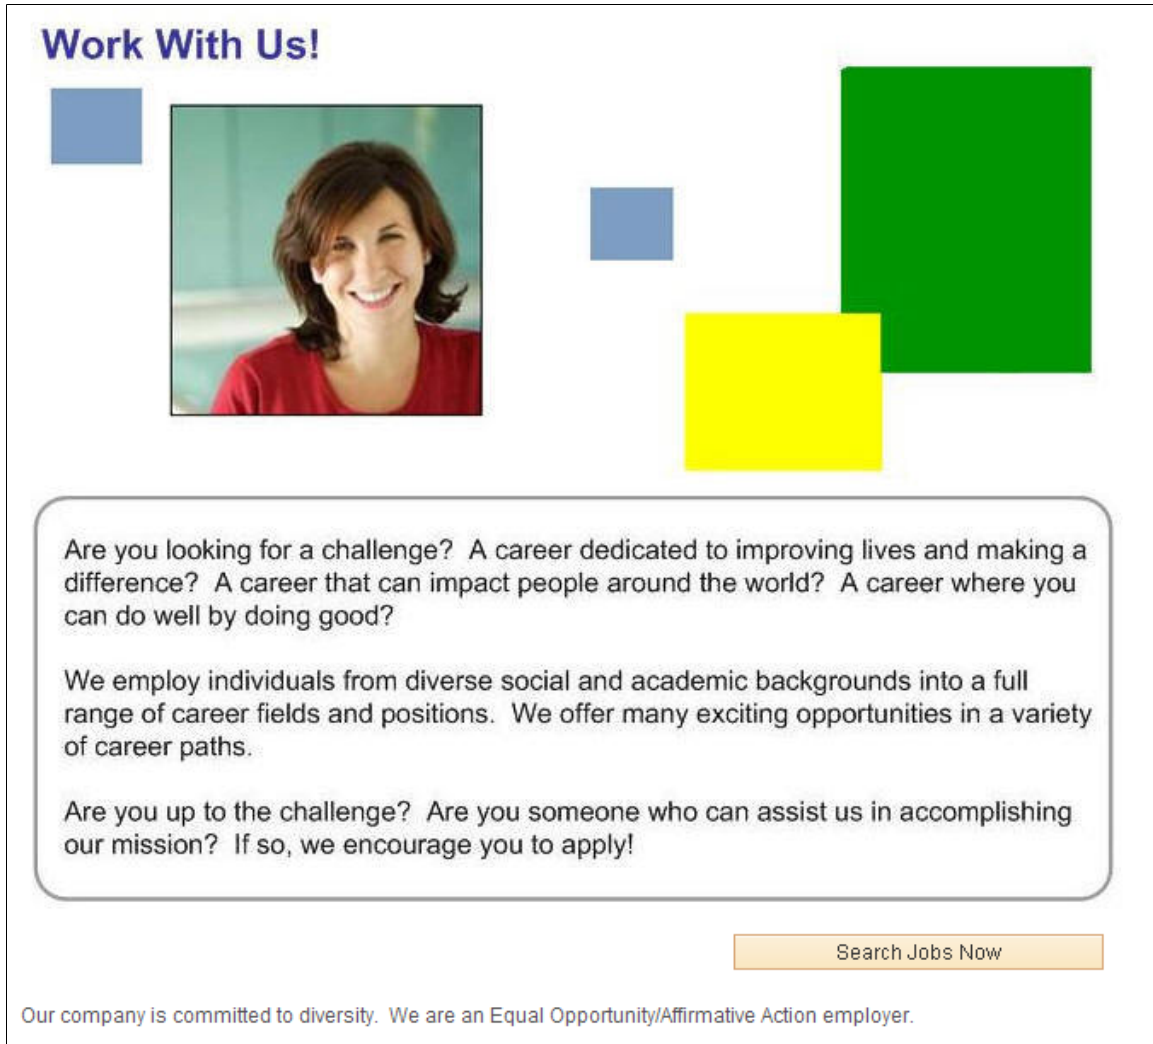 Work With Us!
Are you looking for a challenge?  A career dedicated to improving lives and making a
difference?  A career that can impact people around the world?  A career where you
can do well by doing good?
We employ individuals from diverse social and academic backgrounds into a full
range of career fields and positions.  We offer many exciting opportunities in a variety
of career paths.
Are you up to the challenge?  Are you someone who can assist us in accomplishing
our mission?  If so, we encourage you to apply!
Search Jobs Now
Our company is committed to diversity.  We are an Equal Opportunity/Affirmative Action employer.